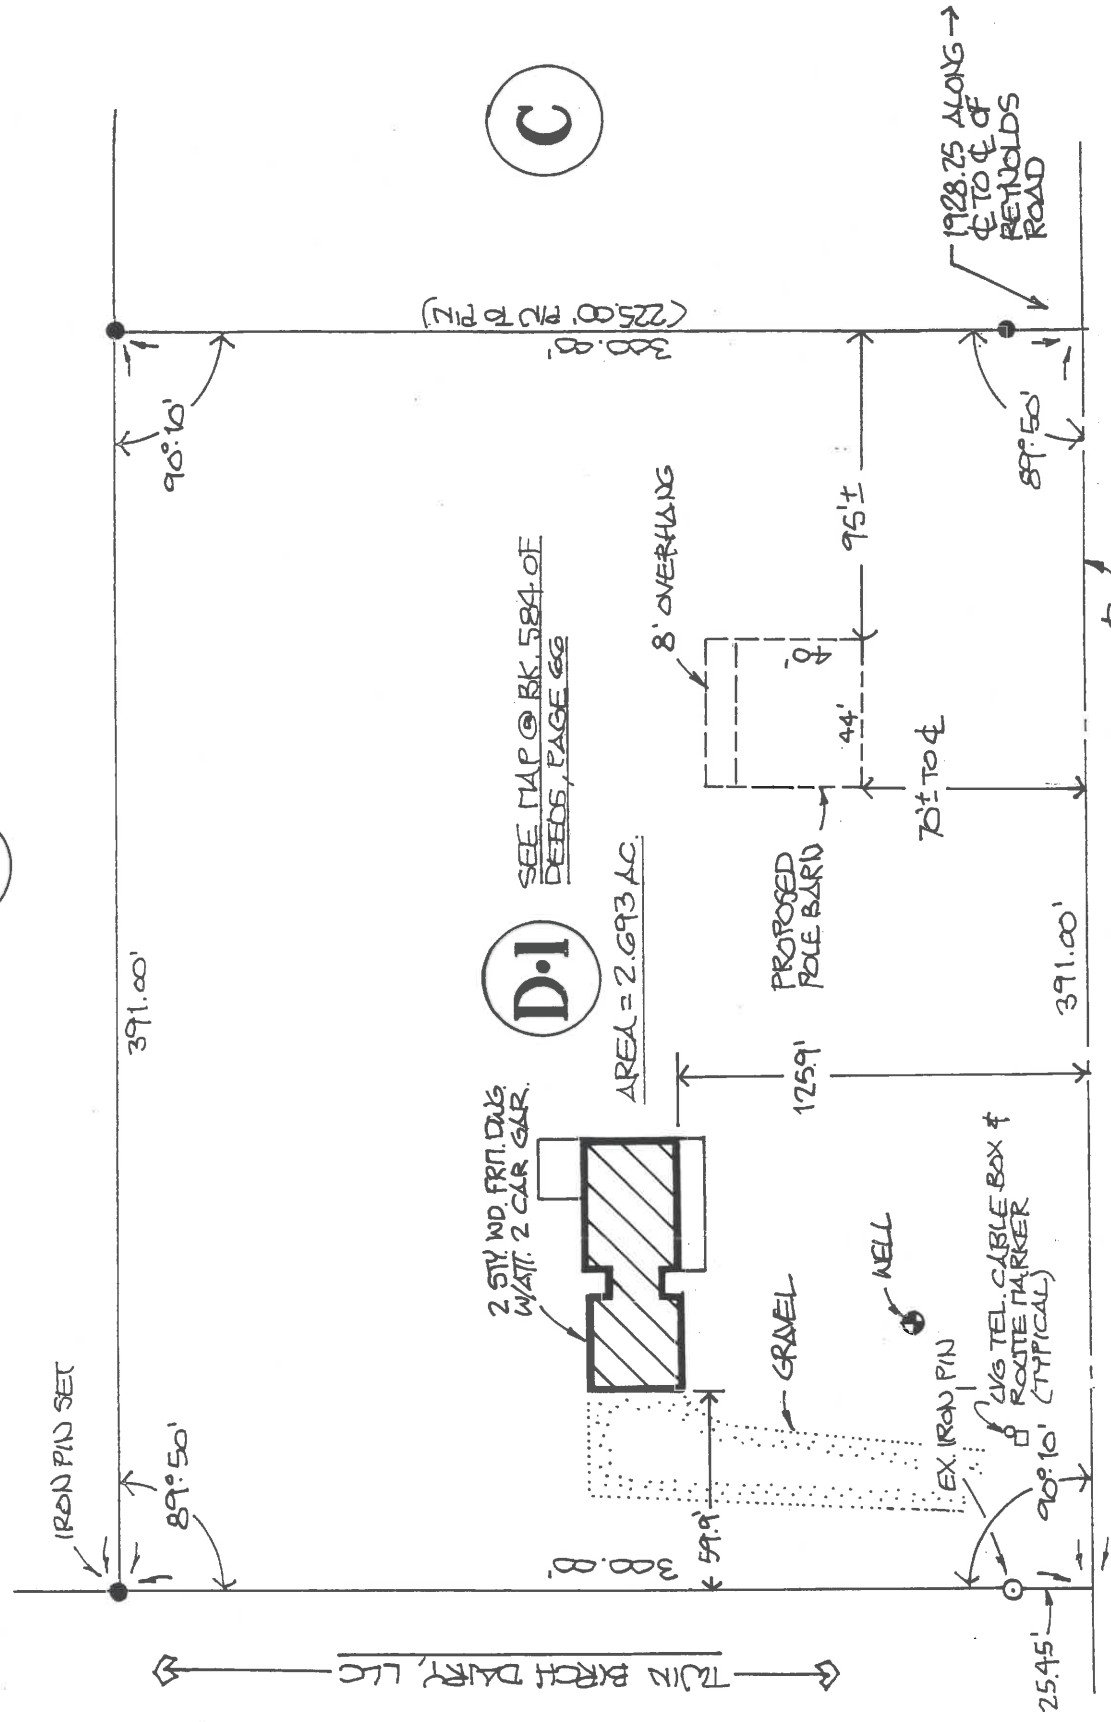 IRON PIN SET
89°50'
391.00'
90°10'
C
TWIN BIRCH DAIRY, LLC
300.00'
2 STY. WD. FRM. DWG.
W/ATT. 2 CAR GAR.
D•1
SEE MAP @ BK. 584 OF
DEEDS, PAGE 66
AREA = 2.693 AC.
300.00'
(225.00' PIN TO PIN)
8' OVERHANG
59.9'
GRAVEL
WELL
125.9'
PROPOSED
POLE BARN
44'
40'
95'±
70'± TO ℄
EX. IRON PIN
U/G TEL. CABLE BOX &
ROUTE MARKER
(TYPICAL)
90°10'
25.45'
391.00'
89°50'
1928.25 ALONG
℄ TO ℄ OF
REYNOLDS
ROAD